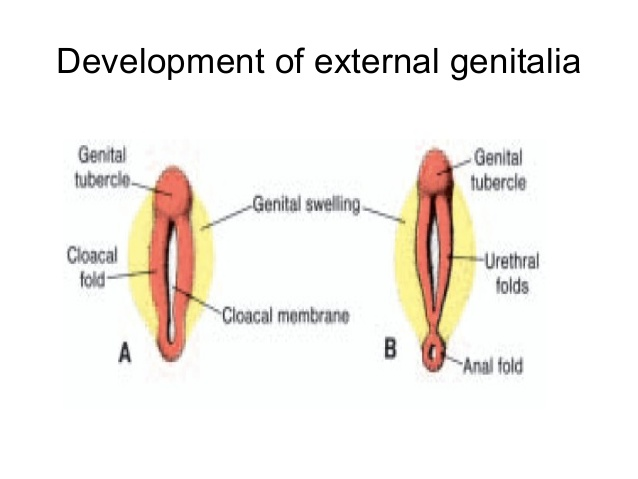 Development of external genitalia
Genital
tubercle
Genital swelling
Cloacal
fold
Cloacal membrane
A
Genital
tubercle
Urethral
folds
B
Anal fold